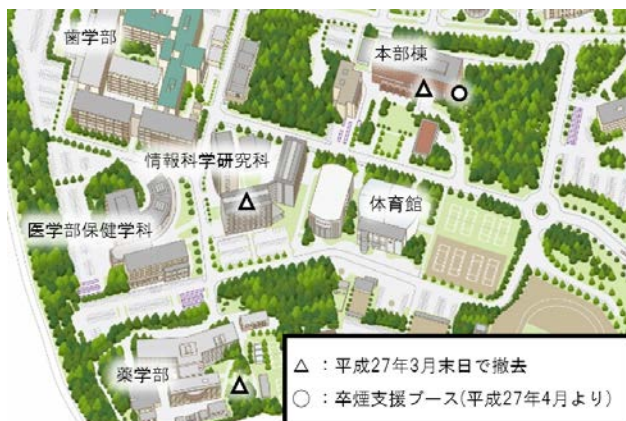 歯学部
本部棟
情報科学研究科
体育館
医学部保健学科
薬学部
△ : 平成27年3月末日で撤去
○ : 卒煙支援ブース(平成27年4月より)